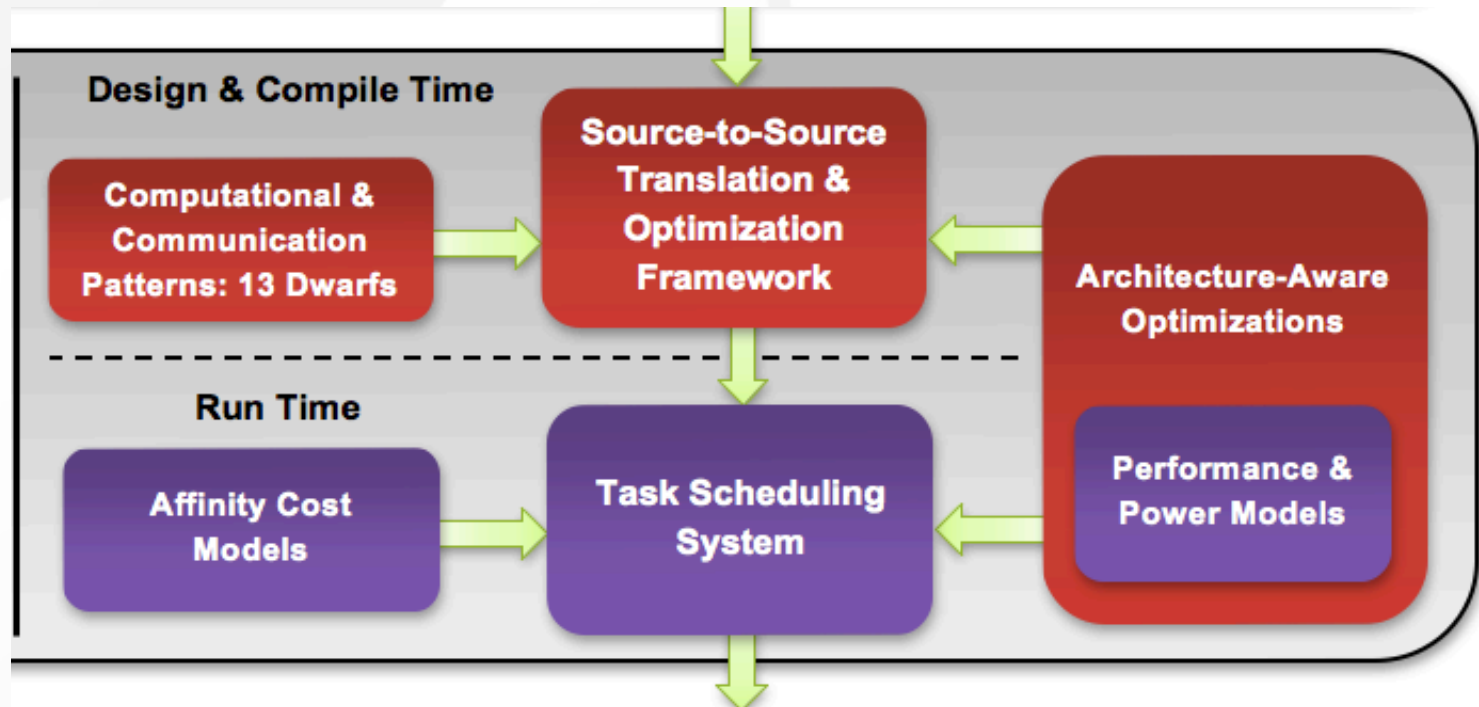 Design & Compile Time
Source-to-Source
Translation &
Optimization
Framework
Computational &
Communication
Patterns: 13 Dwarfs
Architecture-Aware
Optimizations
Run Time
Affinity Cost
Models
Task Scheduling
System
Performance &
Power Models